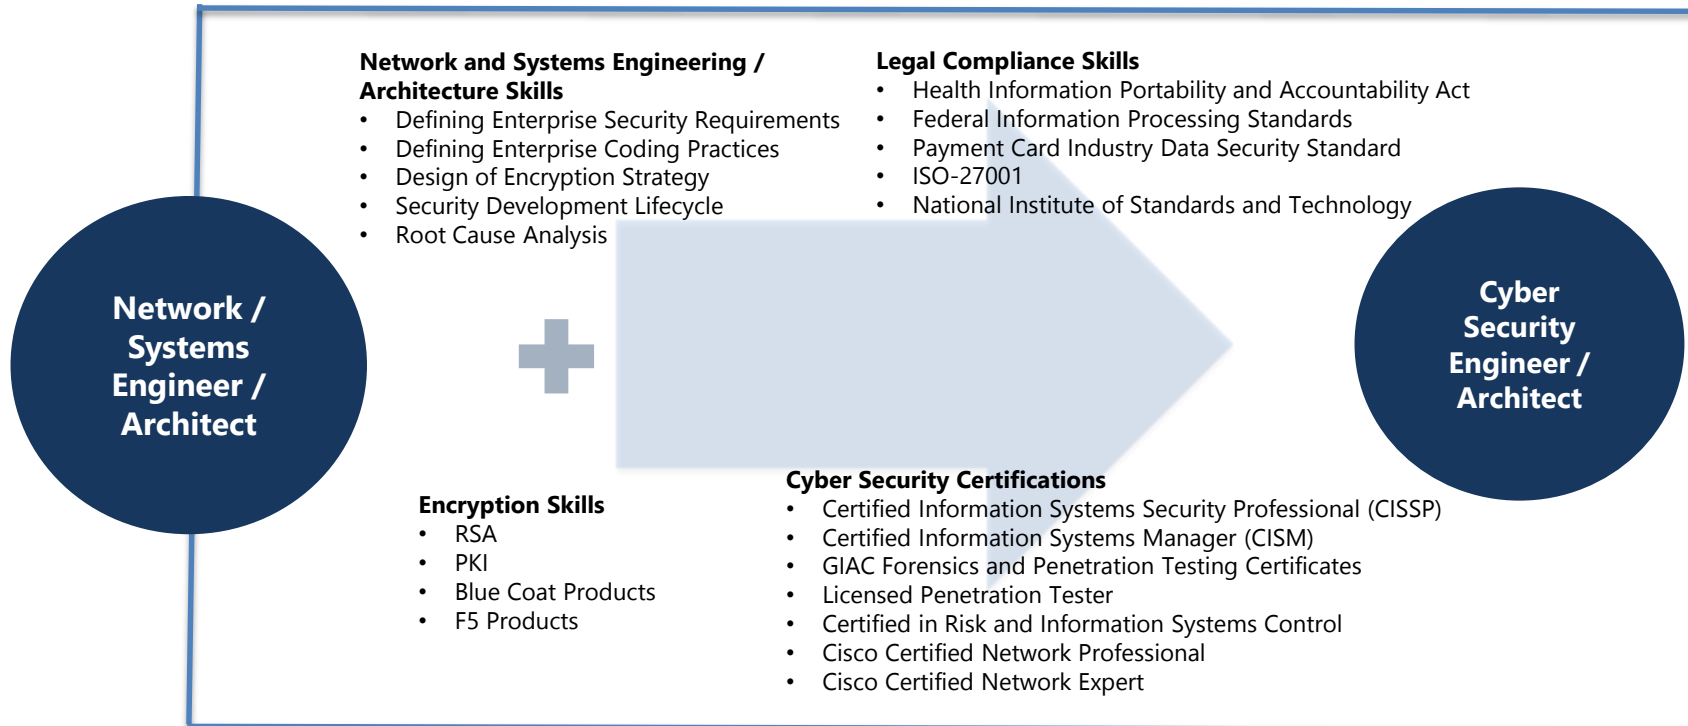 Network /
Systems
Engineer /
Architect
Network and Systems Engineering /
Architecture Skills
• Defining Enterprise Security Requirements
• Defining Enterprise Coding Practices
• Design of Encryption Strategy
• Security Development Lifecycle
• Root Cause Analysis
Legal Compliance Skills
• Health Information Portability and Accountability Act
• Federal Information Processing Standards
• Payment Card Industry Data Security Standard
• ISO-27001
• National Institute of Standards and Technology
Encryption Skills
• RSA
• PKI
• Blue Coat Products
• F5 Products
Cyber Security Certifications
• Certified Information Systems Security Professional (CISSP)
• Certified Information Systems Manager (CISM)
• GIAC Forensics and Penetration Testing Certificates
• Licensed Penetration Tester
• Certified in Risk and Information Systems Control
• Cisco Certified Network Professional
• Cisco Certified Network Expert
Cyber
Security
Engineer /
Architect